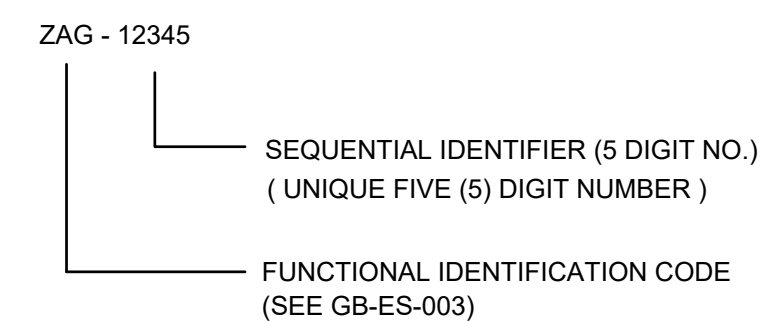 ZAG - 12345
SEQUENTIAL IDENTIFIER (5 DIGIT NO.)
( UNIQUE FIVE (5) DIGIT NUMBER )
FUNCTIONAL IDENTIFICATION CODE
(SEE GB-ES-003)